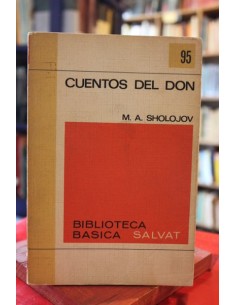 95
CUENTOS DEL DON
M. A. SHOLOJOV
BIBLIOTECA
BASICA SALVAT